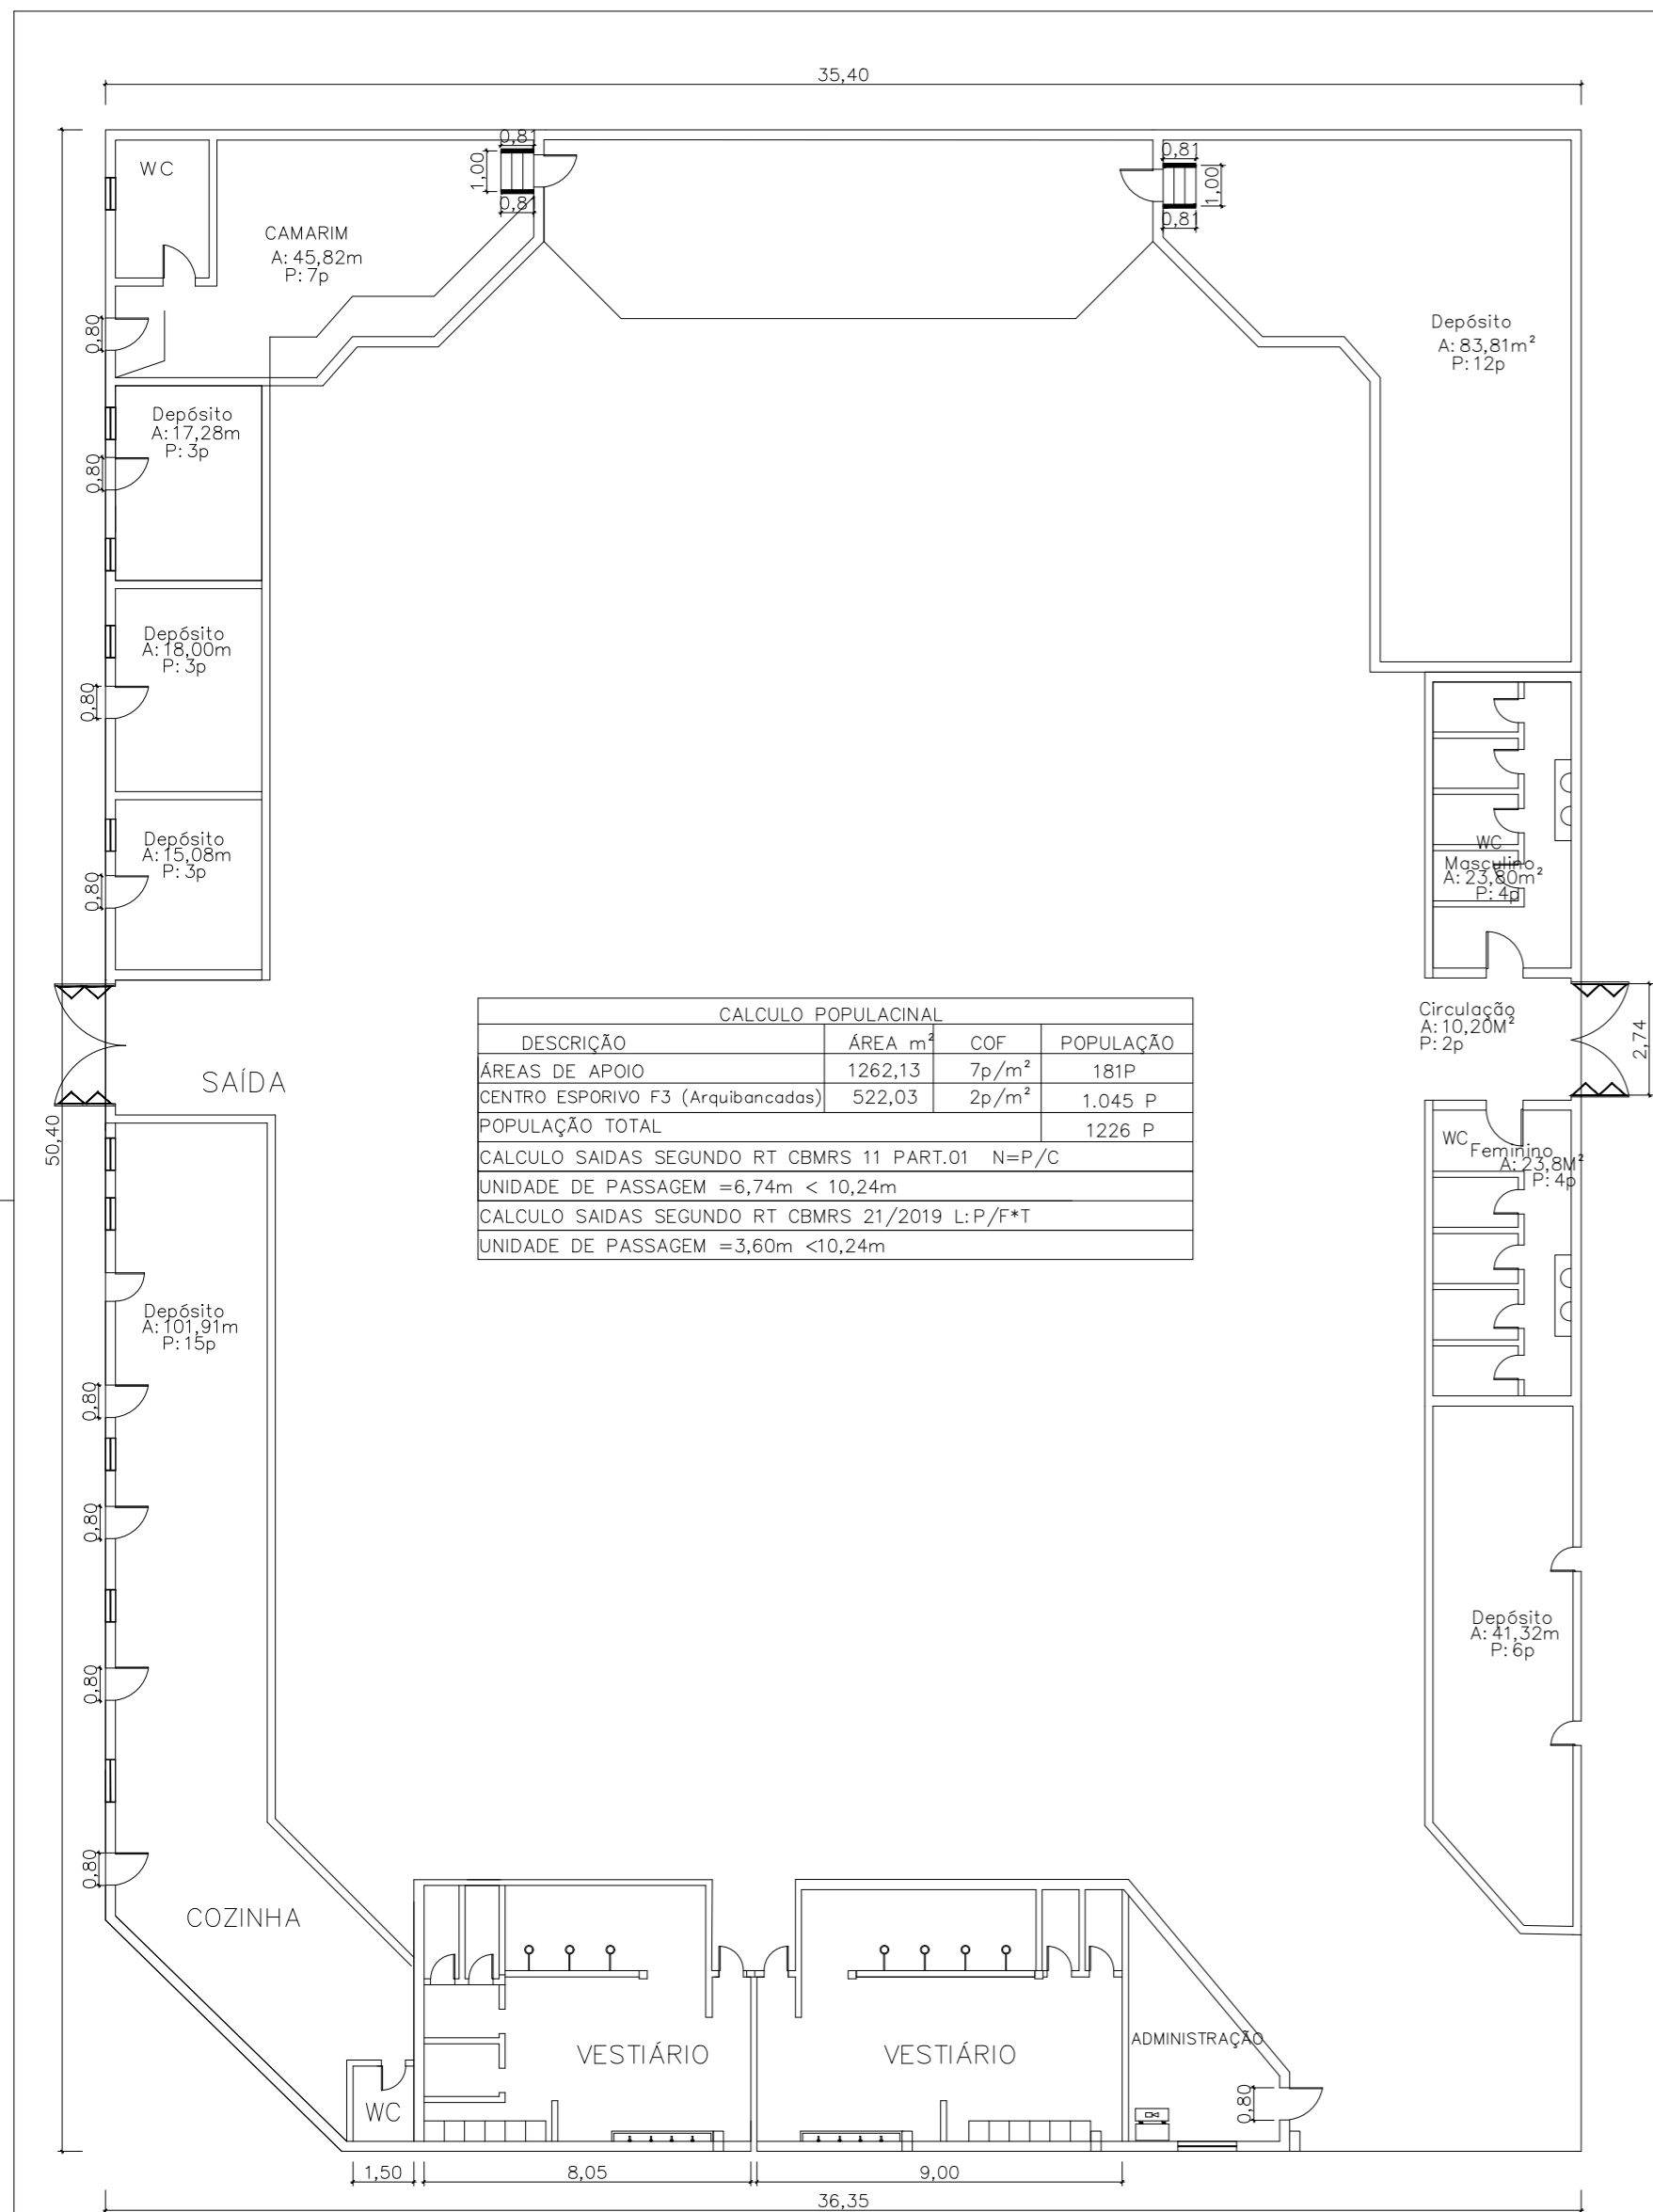 35,40
WC
0,81
1,00
0,81
0,81
1,00
0,81
CAMARIM
A: 45,82m
P: 7p
0,80
Depósito
A: 83,81m²
P: 12p
Depósito
A: 17,28m
P: 3p
0,80
Depósito
A: 18,00m
P: 3p
0,80
Depósito
A: 15,08m
P: 3p
0,80
WC
Masculino
A: 23,80m²
P: 4p
SAÍDA
50,40
Circulação
A: 10,20M²
P: 2p
2,74
CALCULO POPULACINAL
DESCRIÇÃO ÁREA m² COF POPULAÇÃO
ÁREAS DE APOIO 1262,13 7p/m² 181P
CENTRO ESPORIVO F3 (Arquibancadas) 522,03 2p/m² 1.045 P
POPULAÇÃO TOTAL 1226 P
CALCULO SAIDAS SEGUNDO RT CBMRS 11 PART.01 N=P/C
UNIDADE DE PASSAGEM =6,74m < 10,24m
CALCULO SAIDAS SEGUNDO RT CBMRS 21/2019 L: P/F*T
UNIDADE DE PASSAGEM =3,60m <10,24m
WC
Feminino
A: 23,8M²
P: 4p
Depósito
A: 101,91m
P: 15p
0,80
0,80
0,80
0,80
Depósito
A: 41,32m
P: 6p
COZINHA
WC
VESTIÁRIO
VESTIÁRIO
ADMINISTRAÇÃO
0,80
1,50
8,05
9,00
36,35